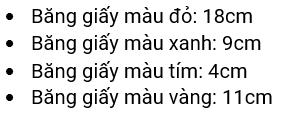 • Băng giấy màu đỏ: 18cm
• Băng giấy màu xanh: 9cm
• Băng giấy màu tím: 4cm
• Băng giấy màu vàng: 11cm